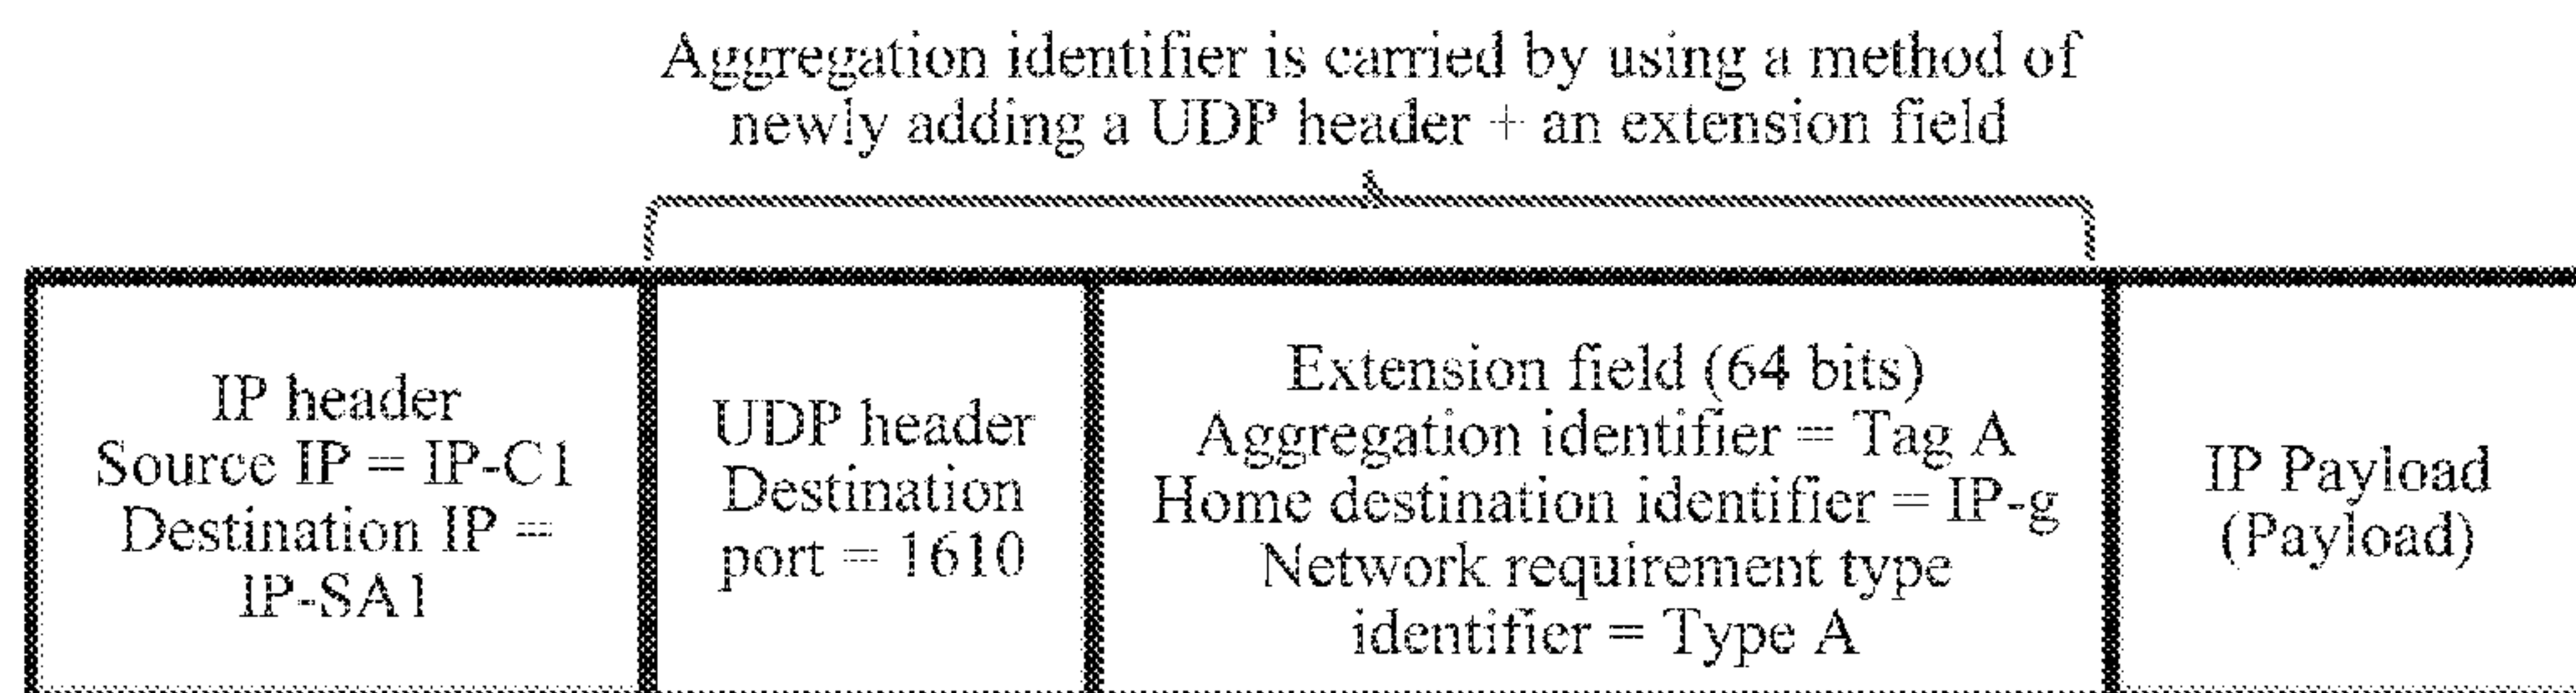 Aggregation identifier is carried by using a method of
newly adding a UDP header + an extension field
IP header
Source IP = IP-C1
Destination IP =
IP-SA1
UDP header
Destination
port = 1610
Extension field (64 bits)
Aggregation identifier = Tag A
Home destination identifier = IP-g
Network requirement type
identifier = Type A
IP Payload
(Payload)